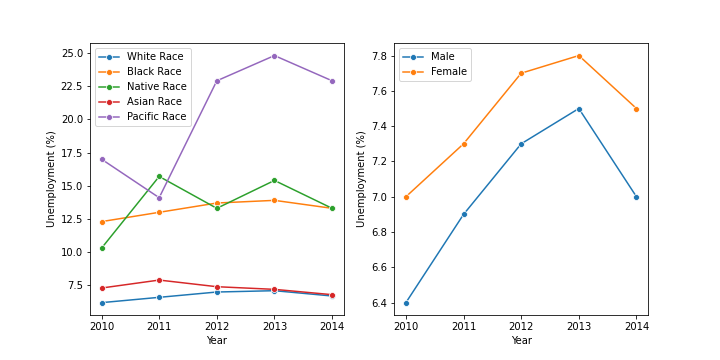 25.0
22.5
20.0
17.5
15.0
12.5
10.0
7.5
Unemployment (%)
White Race
Black Race
Native Race
Asian Race
Pacific Race
2010 2011 2012 2013 2014
Year
7.8
7.6
7.4
7.2
7.0
6.8
6.6
6.4
Unemployment (%)
Male
Female
2010 2011 2012 2013 2014
Year